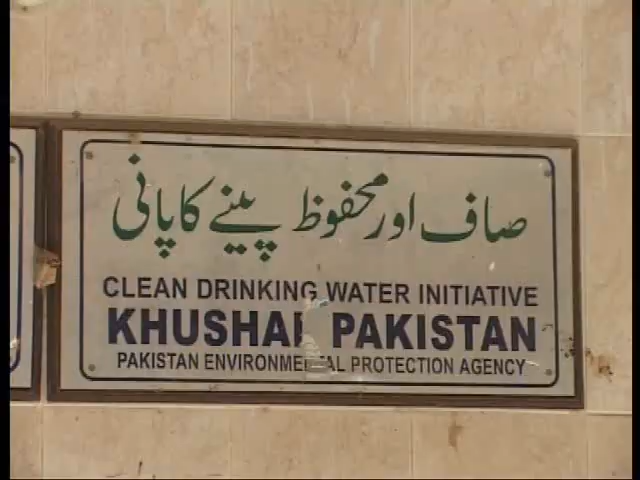 صاف اور محفوظ پینے کا پانی
CLEAN DRINKING WATER INITIATIVE
KHUSHAL PAKISTAN
PAKISTAN ENVIRONMENTAL PROTECTION AGENCY